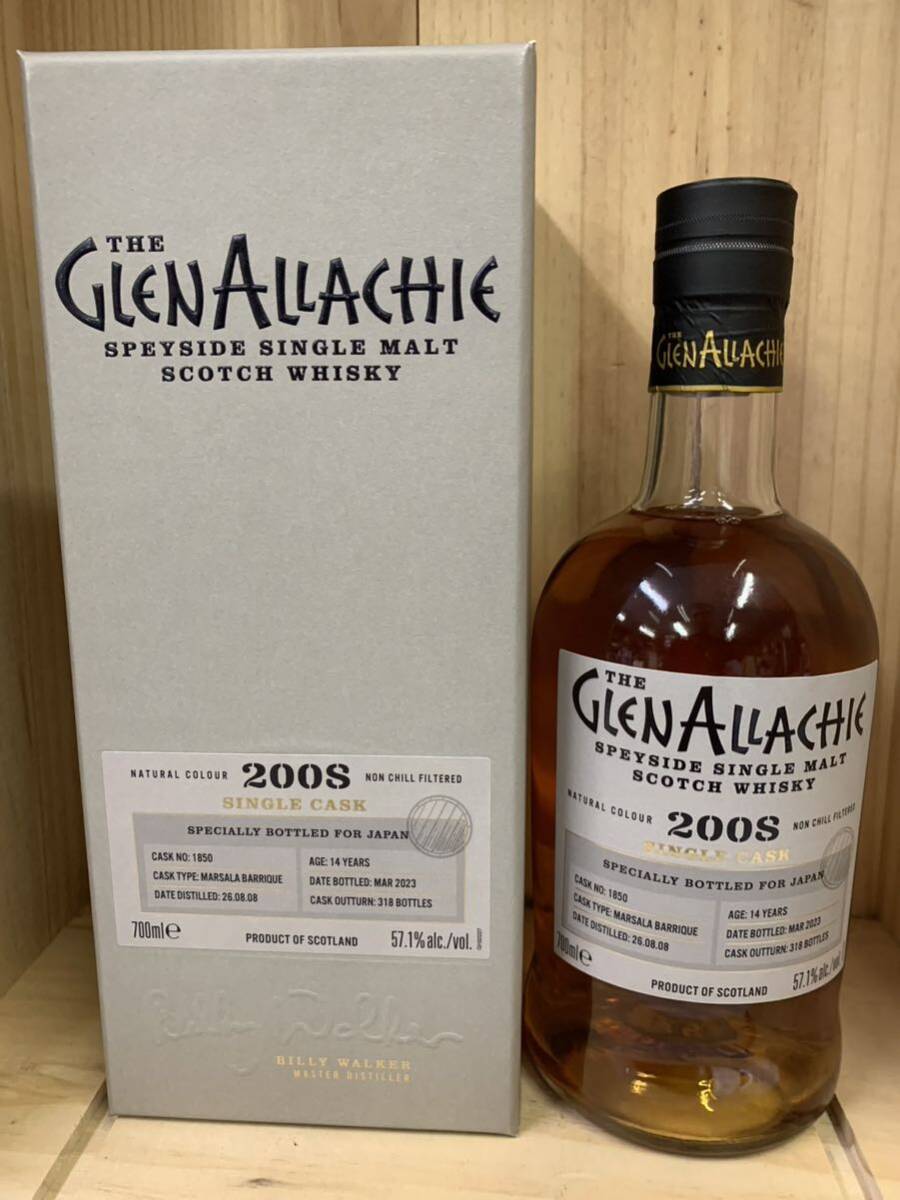 THE
GLENALLACHIE
SPEYSIDE SINGLE MALT
SCOTCH WHISKY
NATURAL COLOUR 2008 NON CHILL FILTERED
SINGLE CASK
SPECIALLY BOTTLED FOR JAPAN
CASK NO: 1850
CASK TYPE: MARSALA BARRIQUE
DATE DISTILLED: 26.08.08
AGE: 14 YEARS
DATE BOTTLED: MAR 2023
CASK OUTTURN: 318 BOTTLES
700ml℮ PRODUCT OF SCOTLAND 57.1% alc./vol.
Billy Walker
BILLY WALKER
MASTER DISTILLER
THE
GLENALLACHIE
THE
GLENALLACHIE
SPEYSIDE SINGLE MALT
SCOTCH WHISKY
NATURAL COLOUR 2008 NON CHILL FILTERED
SINGLE CASK
SPECIALLY BOTTLED FOR JAPAN
CASK NO: 1850
CASK TYPE: MARSALA BARRIQUE
DATE DISTILLED: 26.08.08
AGE: 14 YEARS
DATE BOTTLED: MAR 2023
CASK OUTTURN: 318 BOTTLES
700ml℮ PRODUCT OF SCOTLAND 57.1% alc./vol